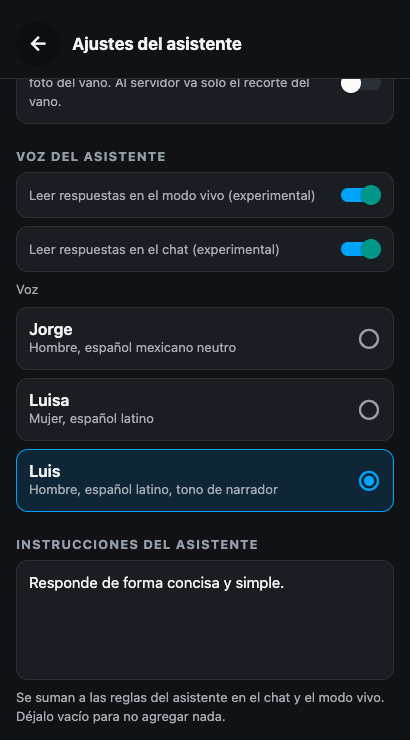 Ajustes del asistente
foto del vano. Al servidor va solo el recorte del
vano.
VOZ DEL ASISTENTE
Leer respuestas en el modo vivo (experimental)
Leer respuestas en el chat (experimental)
Voz
Jorge
Hombre, español mexicano neutro
Luisa
Mujer, español latino
Luis
Hombre, español latino, tono de narrador
INSTRUCCIONES DEL ASISTENTE
Responde de forma concisa y simple.
Se suman a las reglas del asistente en el chat y el modo vivo.
Déjalo vacío para no agregar nada.